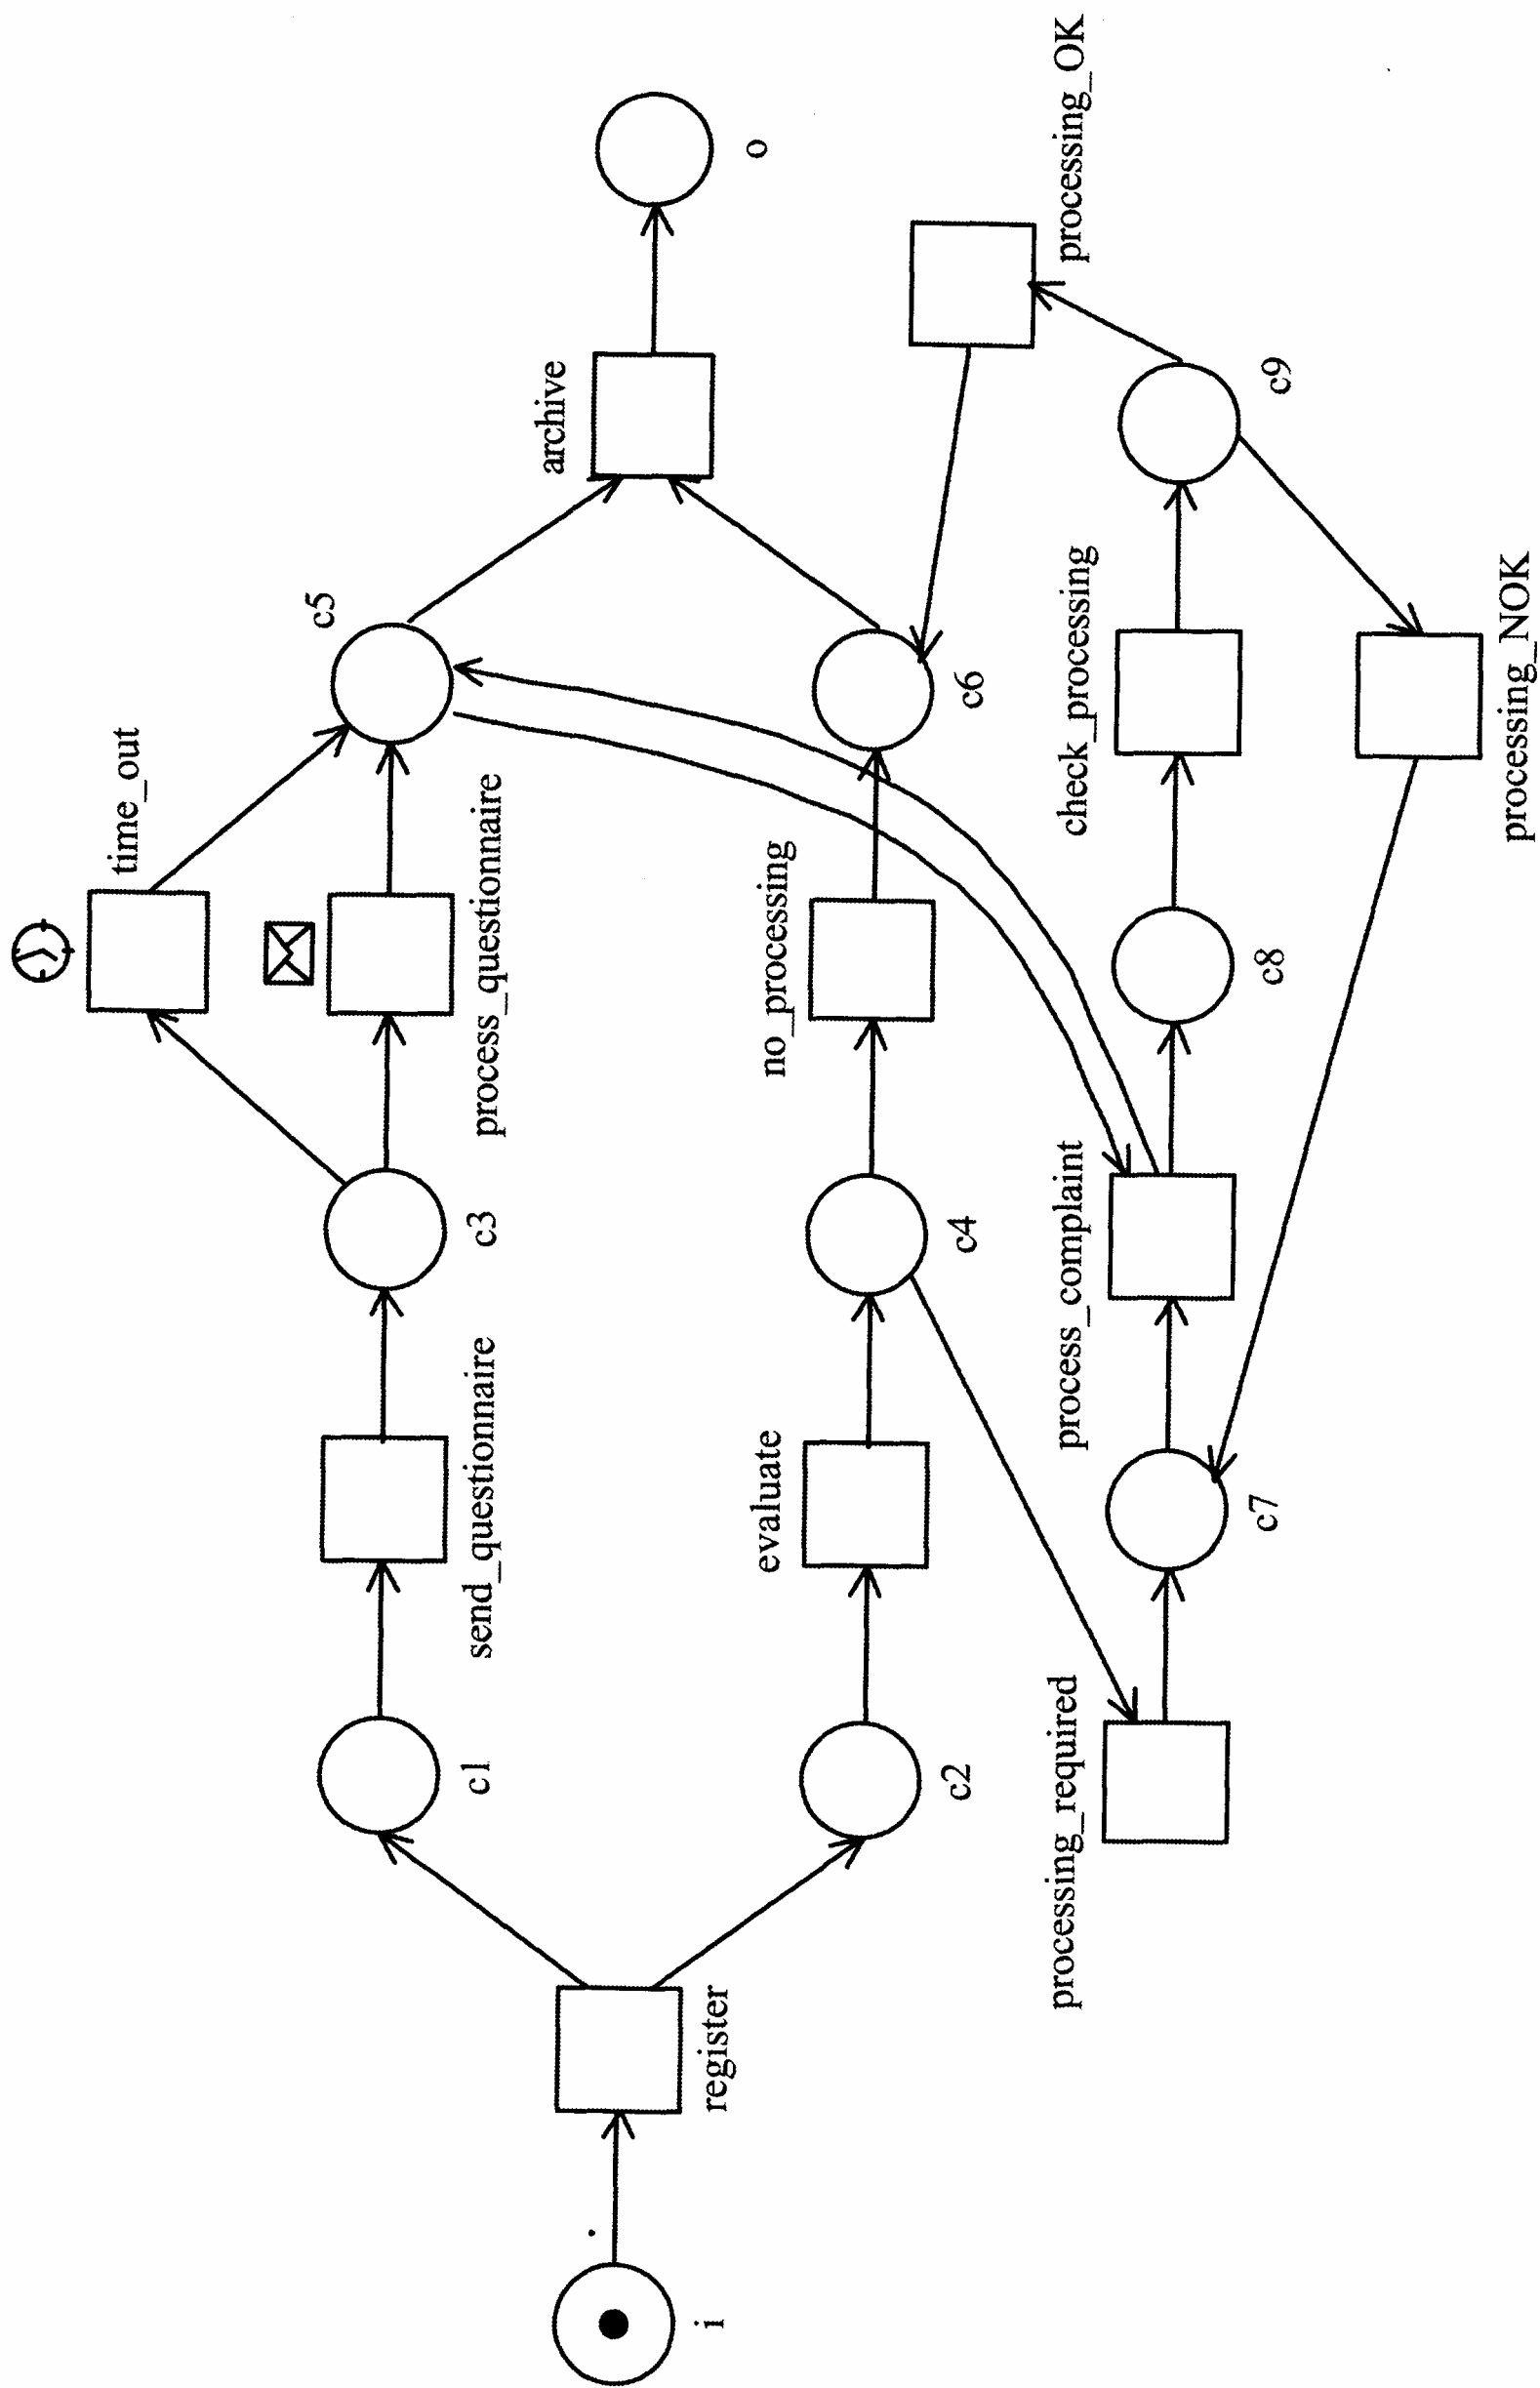 time_out
c5
archive
o
process_questionnaire
c3
send_questionnaire
c1
no_processing
c6
processing_OK
c4
evaluate
c2
register
i
check_processing
c9
c8
process_complaint
c7
processing_required
processing_NOK